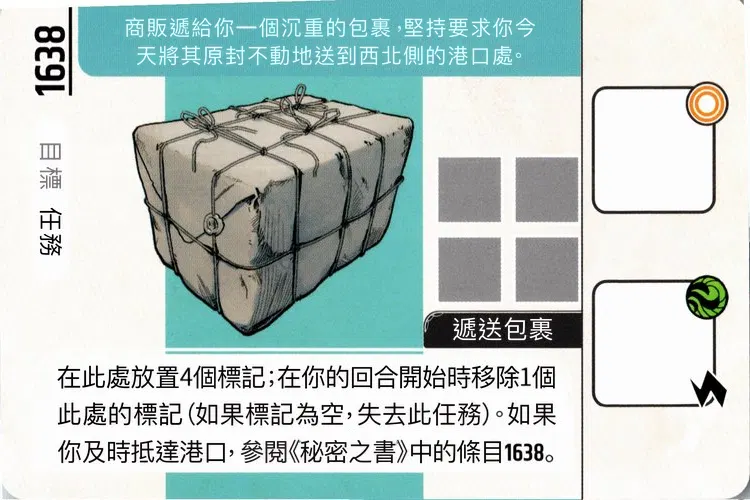 1638
目標 任務
商販遞給你一個沉重的包裹,堅持要求你今
天將其原封不動地送到西北側的港口處。
遞送包裹
在此處放置4個標記;在你的回合開始時移除1個
此處的標記(如果標記為空,失去此任務)。如果
你及時抵達港口,參閱《秘密之書》中的條目1638。